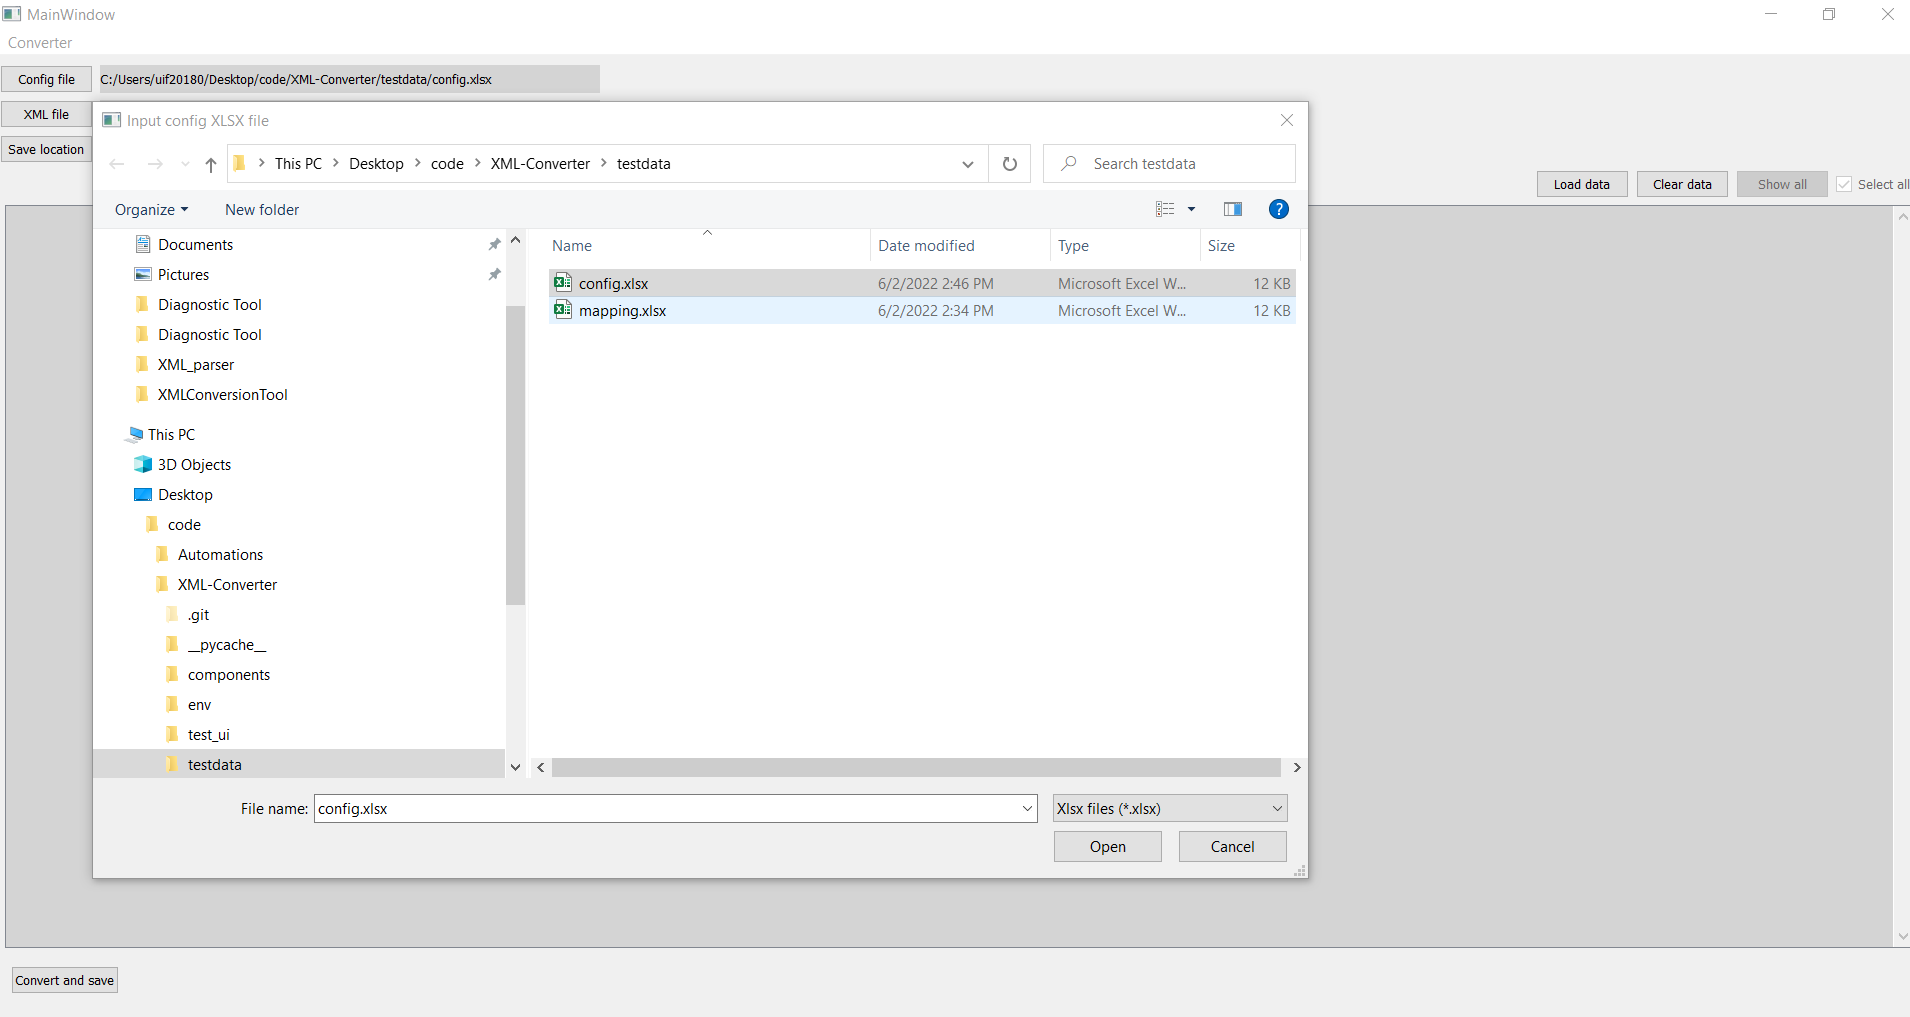 MainWindow
Converter
Config file C:/Users/uif20180/Desktop/code/XML-Converter/testdata/config.xlsx
XML file
Save location
Input config XLSX file
This PC > Desktop > code > XML-Converter > testdata
Search testdata
Load data Clear data Show all Select all
Organize New folder
?
Documents
Pictures
Diagnostic Tool
Diagnostic Tool
XML_parser
XMLConversionTool
This PC
3D Objects
Desktop
code
Automations
XML-Converter
.git
__pycache__
components
env
test_ui
testdata
Name Date modified Type Size
config.xlsx 6/2/2022 2:46 PM Microsoft Excel W... 12 KB
mapping.xlsx 6/2/2022 2:34 PM Microsoft Excel W... 12 KB
File name: config.xlsx Xlsx files (*.xlsx)
Open Cancel
Convert and save